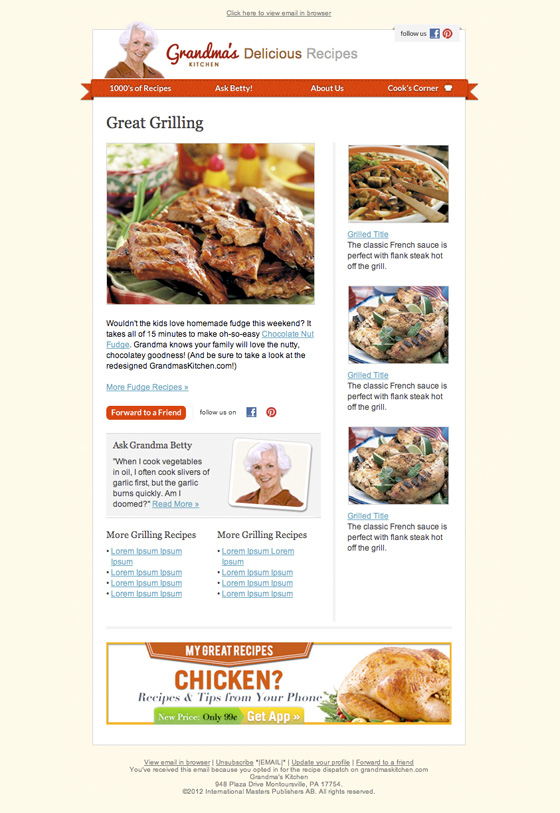 Click here to view email in browser
follow us
Grandma's Delicious Recipes
KITCHEN
1000's of Recipes Ask Betty! About Us Cook's Corner
Great Grilling
Wouldn't the kids love homemade fudge this weekend? It
takes all of 15 minutes to make oh-so-easy Chocolate Nut
Fudge. Grandma knows your family will love the nutty,
chocolatey goodness! (And be sure to take a look at the
redesigned GrandmasKitchen.com!)
More Fudge Recipes »
Forward to a Friend follow us on
Ask Grandma Betty
"When I cook vegetables
in oil, I often cook slivers of
garlic first, but the garlic
burns quickly. Am I
doomed?" Read More »
More Grilling Recipes
• Lorem Ipsum Ipsum
Ipsum
• Lorem Ipsum Ipsum
• Lorem Ipsum Ipsum
• Lorem Ipsum Ipsum
More Grilling Recipes
• Lorem Ipsum Lorem
Ipsum
• Lorem Ipsum Ipsum
• Lorem Ipsum Ipsum
• Lorem Ipsum Ipsum
Grilled Title
The classic French sauce is
perfect with flank steak hot
off the grill.
Grilled Title
The classic French sauce is
perfect with flank steak hot
off the grill.
Grilled Title
The classic French sauce is
perfect with flank steak hot
off the grill.
MY GREAT RECIPES
CHICKEN?
Recipes & Tips from Your Phone
New Price: Only 99¢ Get App »
View email in browser | Unsubscribe *|EMAIL|* | Update your profile | Forward to a friend
You've received this email because you opted in for the recipe dispatch on grandmaskitchen.com
Grandma's Kitchen
948 Plaza Drive Montoursville, PA 17754.
©2012 International Masters Publishers AB. All rights reserved.